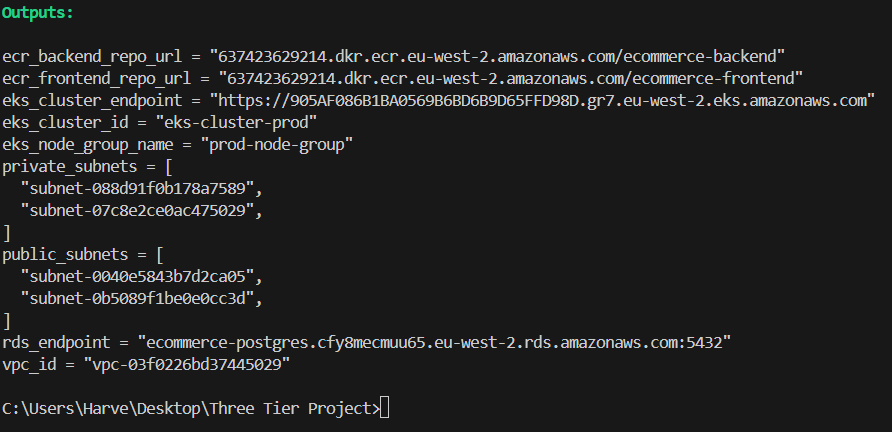 Outputs:
ecr_backend_repo_url = "637423629214.dkr.ecr.eu-west-2.amazonaws.com/ecommerce-backend"
ecr_frontend_repo_url = "637423629214.dkr.ecr.eu-west-2.amazonaws.com/ecommerce-frontend"
eks_cluster_endpoint = "https://905AF086B1BA0569B6BD6B9D65FFD98D.gr7.eu-west-2.eks.amazonaws.com"
eks_cluster_id = "eks-cluster-prod"
eks_node_group_name = "prod-node-group"
private_subnets = [
  "subnet-088d91f0b178a7589",
  "subnet-07c8e2ce0ac475029",
]
public_subnets = [
  "subnet-0040e5843b7d2ca05",
  "subnet-0b5089f1be0e0cc3d",
]
rds_endpoint = "ecommerce-postgres.cfy8mecmuu65.eu-west-2.rds.amazonaws.com:5432"
vpc_id = "vpc-03f0226bd37445029"
C:\Users\Harve\Desktop\Three Tier Project>